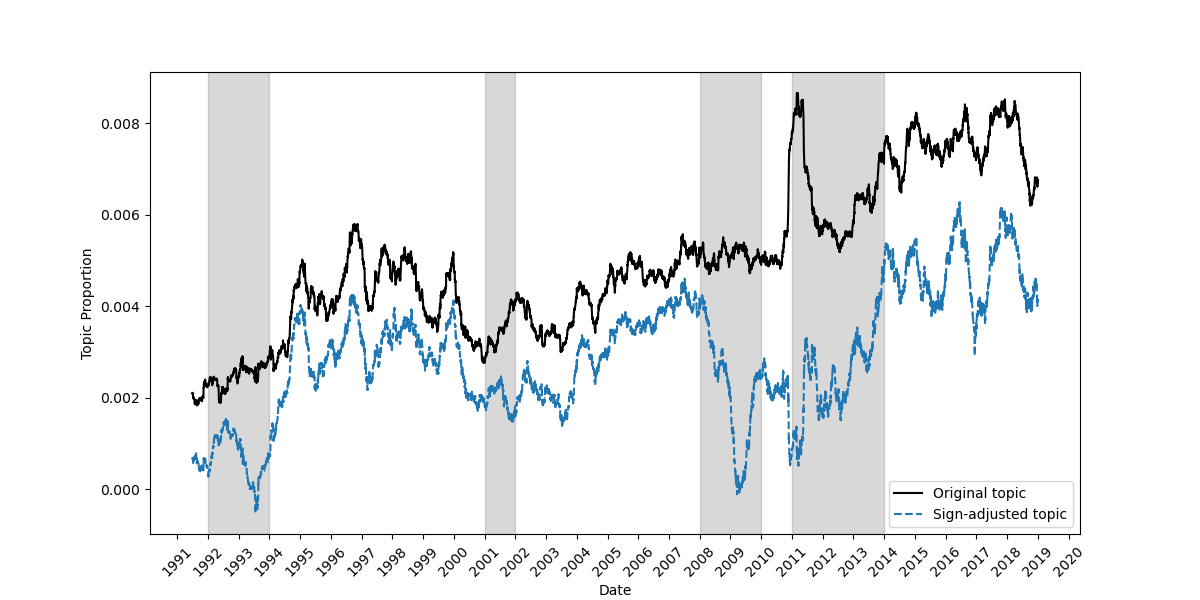 0.008
0.006
0.004
0.002
0.000
Topic Proportion
Original topic
Sign-adjusted topic
1991 1992 1993 1994 1995 1996 1997 1998 1999 2000 2001 2002 2003 2004 2005 2006 2007 2008 2009 2010 2011 2012 2013 2014 2015 2016 2017 2018 2019 2020
Date